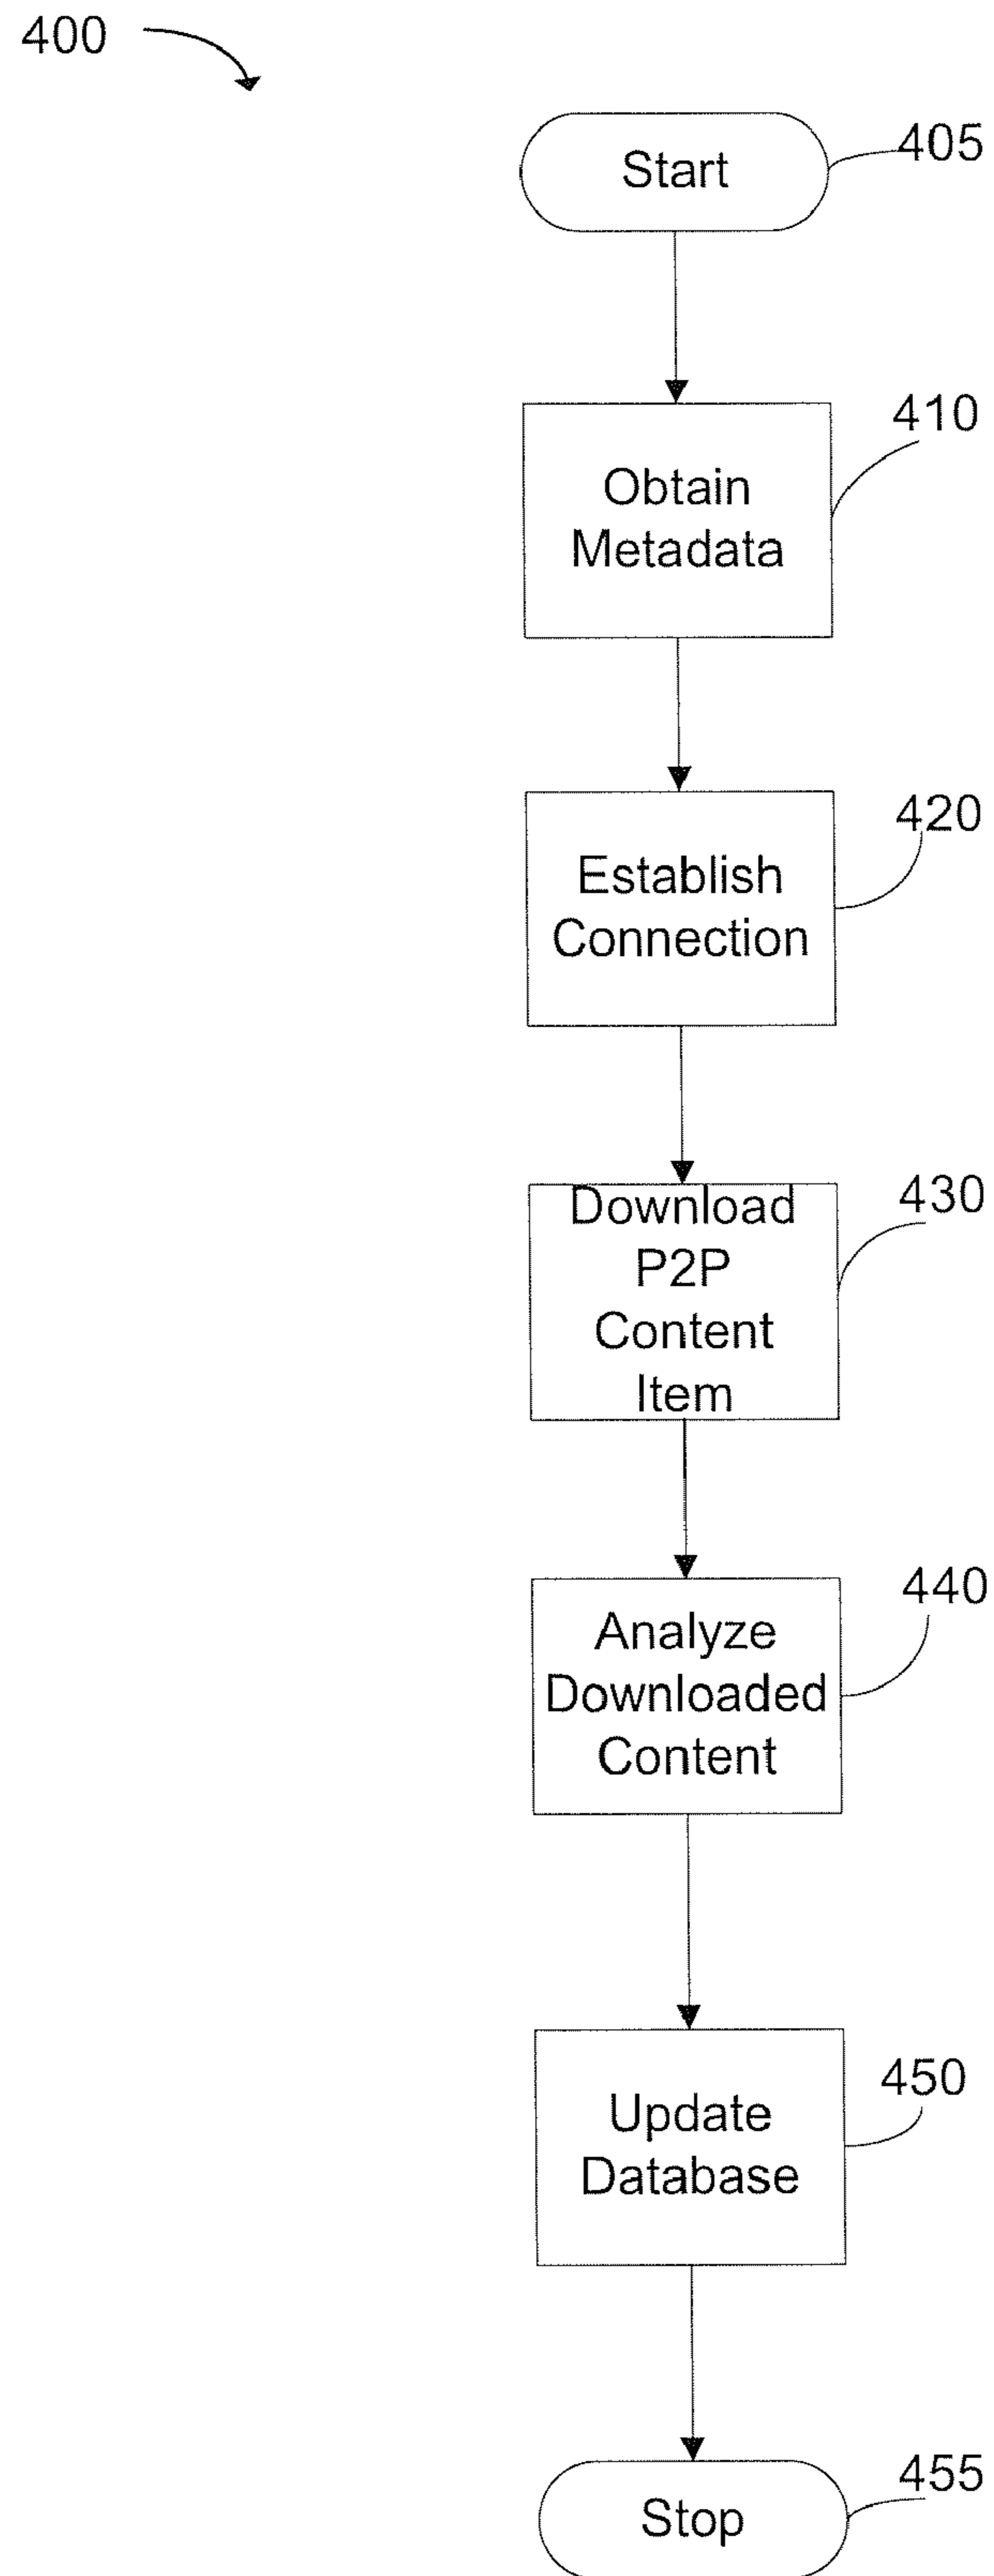 400
Start
405
Obtain
Metadata
410
Establish
Connection
420
Download
P2P
Content
Item
430
Analyze
Downloaded
Content
440
Update
Database
450
Stop
455